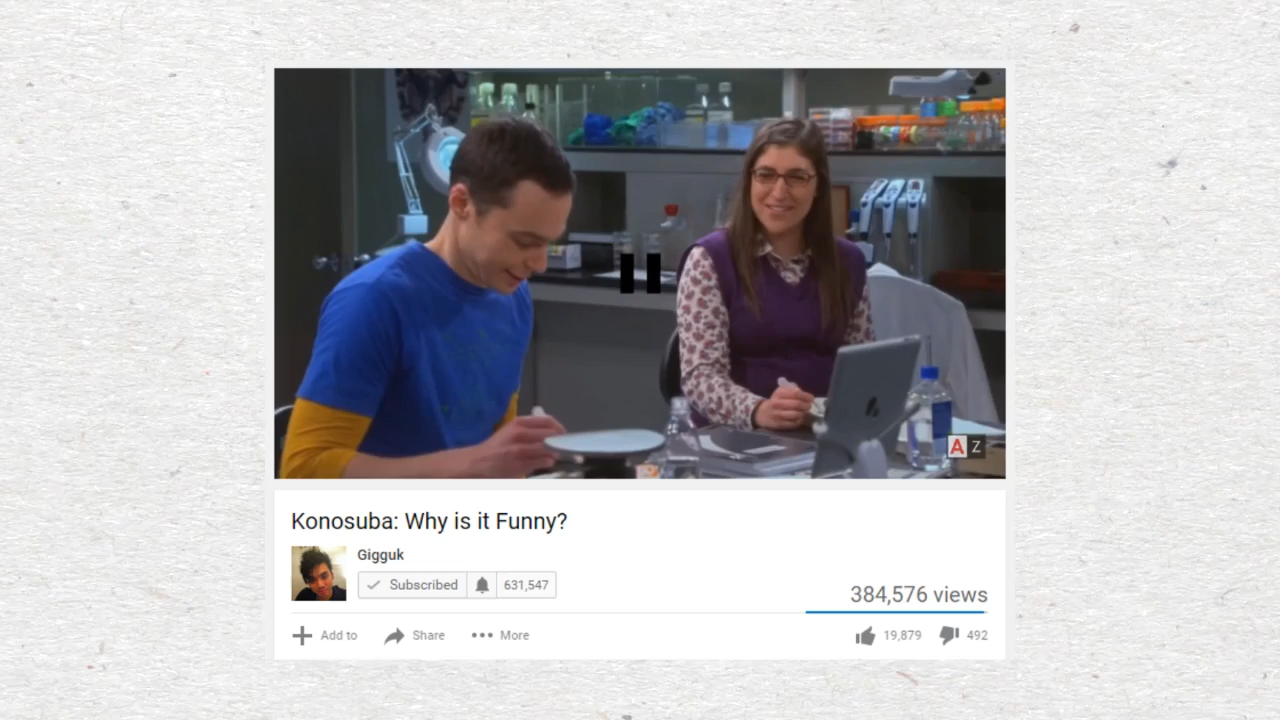 A Z
Konosuba: Why is it Funny?
Gigguk
Subscribed 631,547
384,576 views
Add to Share More 19,879 492